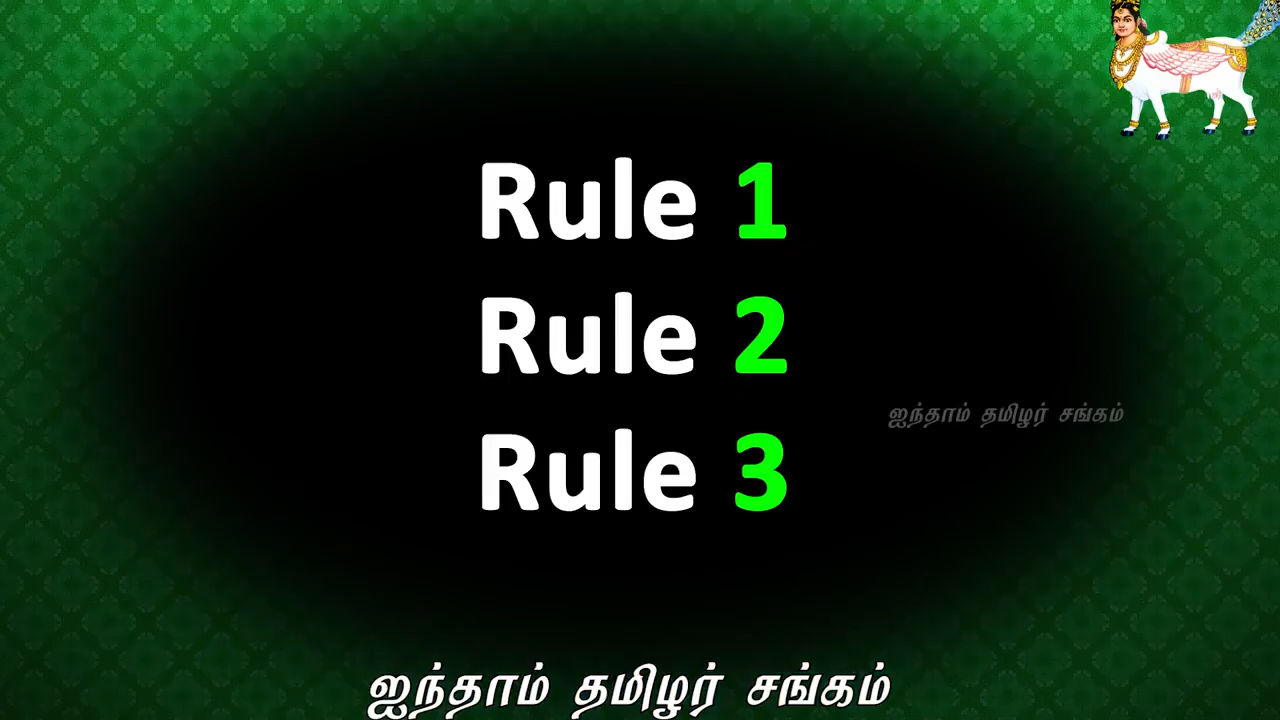 Rule 1
Rule 2
ஐந்தாம் தமிழர் சங்கம்
Rule 3
ஐந்தாம் தமிழர் சங்கம்